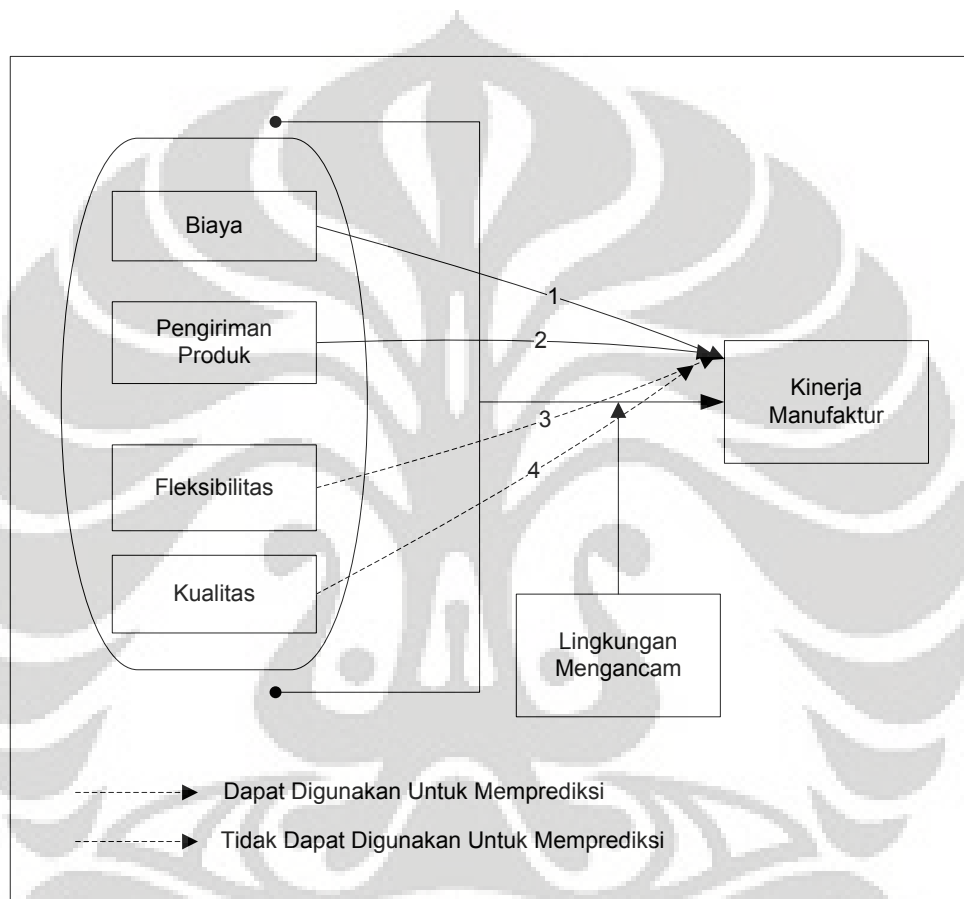 Biaya
1
Pengiriman
Produk
2
Kinerja
Manufaktur
3
Fleksibilitas
4
Kualitas
Lingkungan
Mengancam
Dapat Digunakan Untuk Memprediksi
Tidak Dapat Digunakan Untuk Memprediksi